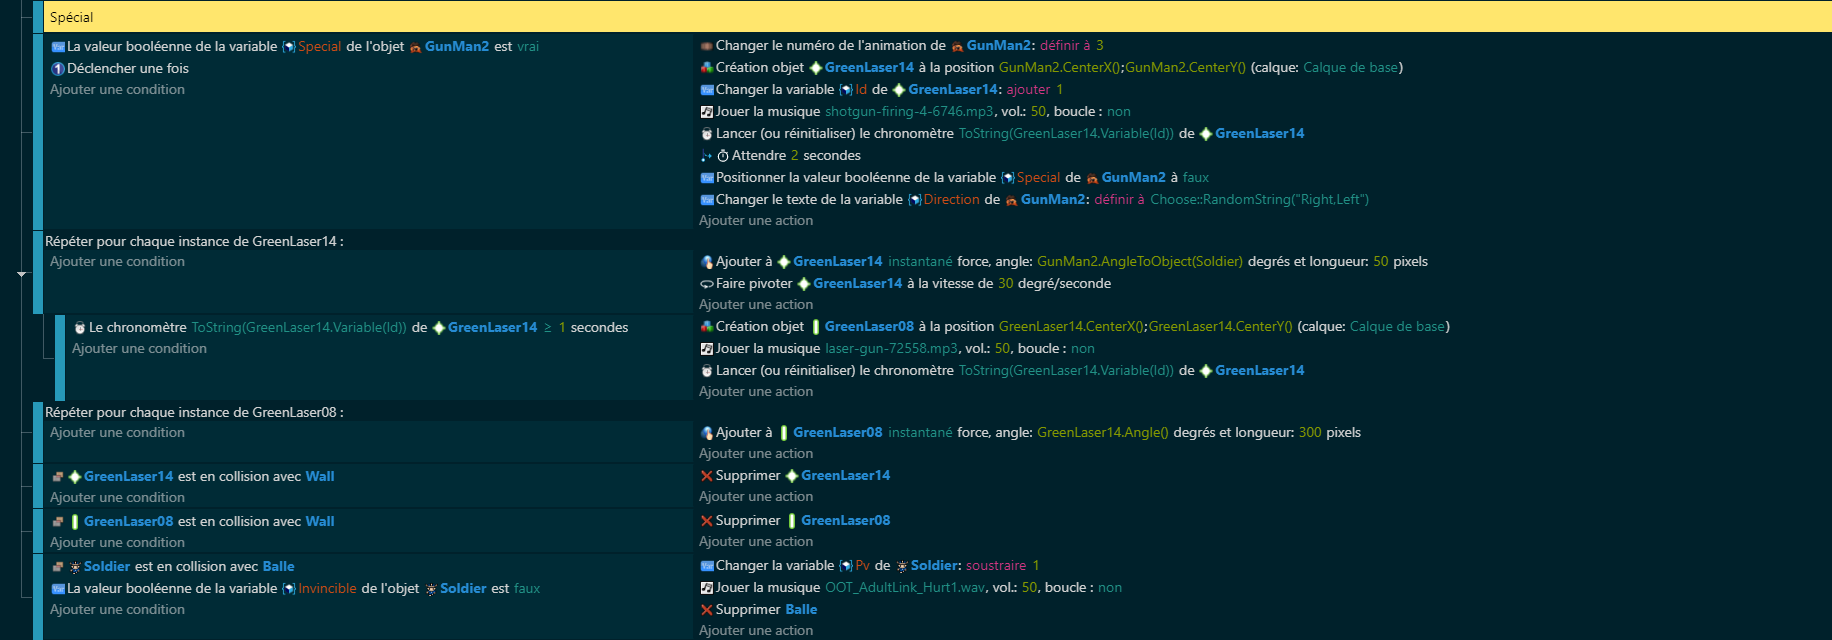 Spécial
La valeur booléenne de la variable Special de l'objet GunMan2 est vrai
Déclencher une fois
Ajouter une condition
Changer le numéro de l'animation de GunMan2: définir à 3
Création objet GreenLaser14 à la position GunMan2.CenterX();GunMan2.CenterY() (calque: Calque de base)
Changer la variable Id de GreenLaser14: ajouter 1
Jouer la musique shotgun-firing-4-6746.mp3, vol.: 50, boucle : non
Lancer (ou réinitialiser) le chronomètre ToString(GreenLaser14.Variable(Id)) de GreenLaser14
Attendre 2 secondes
Positionner la valeur booléenne de la variable Special de GunMan2 à faux
Changer le texte de la variable Direction de GunMan2: définir à Choose::RandomString("Right,Left")
Ajouter une action
Répéter pour chaque instance de GreenLaser14 :
Ajouter une condition
Ajouter à GreenLaser14 instantané force, angle: GunMan2.AngleToObject(Soldier) degrés et longueur: 50 pixels
Faire pivoter GreenLaser14 à la vitesse de 30 degré/seconde
Ajouter une action
Le chronomètre ToString(GreenLaser14.Variable(Id)) de GreenLaser14 ≥ 1 secondes
Ajouter une condition
Création objet GreenLaser08 à la position GreenLaser14.CenterX();GreenLaser14.CenterY() (calque: Calque de base)
Jouer la musique laser-gun-72558.mp3, vol.: 50, boucle : non
Lancer (ou réinitialiser) le chronomètre ToString(GreenLaser14.Variable(Id)) de GreenLaser14
Ajouter une action
Répéter pour chaque instance de GreenLaser08 :
Ajouter une condition
Ajouter à GreenLaser08 instantané force, angle: GreenLaser14.Angle() degrés et longueur: 300 pixels
Ajouter une action
GreenLaser14 est en collision avec Wall
Ajouter une condition
Supprimer GreenLaser14
Ajouter une action
GreenLaser08 est en collision avec Wall
Ajouter une condition
Supprimer GreenLaser08
Ajouter une action
Soldier est en collision avec Balle
La valeur booléenne de la variable Invincible de l'objet Soldier est faux
Ajouter une condition
Changer la variable Pv de Soldier: soustraire 1
Jouer la musique OOT_AdultLink_Hurt1.wav, vol.: 50, boucle : non
Supprimer Balle
Ajouter une action